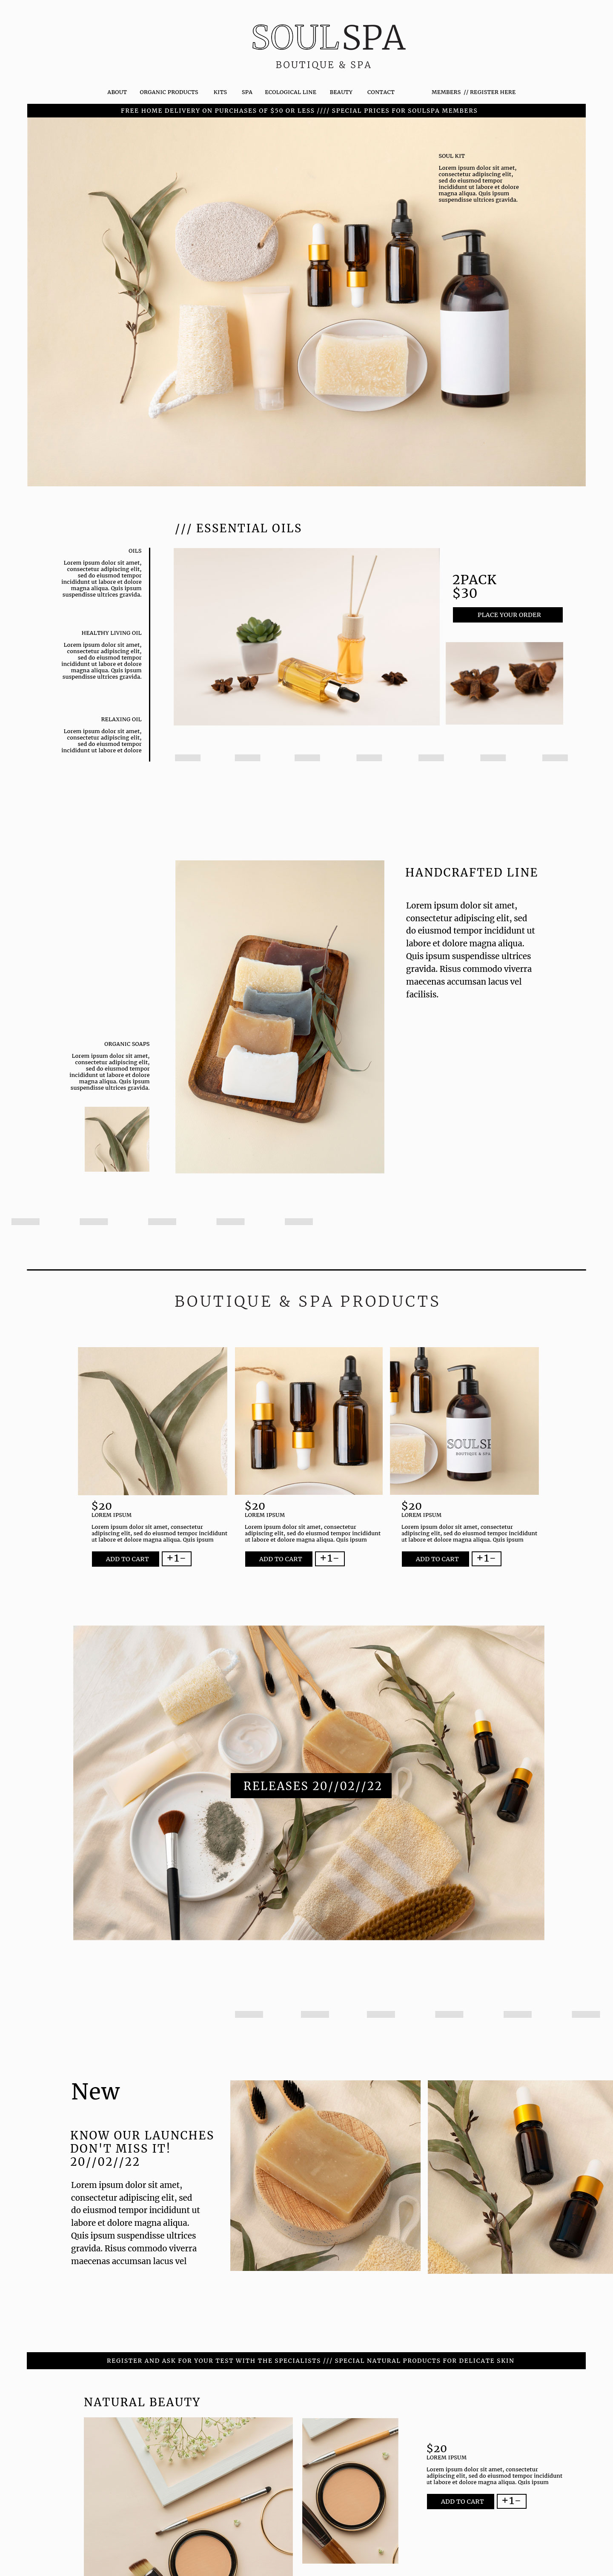 SOULSPA
BOUTIQUE & SPA
ABOUT ORGANIC PRODUCTS KITS SPA ECOLOGICAL LINE BEAUTY CONTACT MEMBERS // REGISTER HERE
FREE HOME DELIVERY ON PURCHASES OF $50 OR LESS //// SPECIAL PRICES FOR SOULSPA MEMBERS
SOUL KIT
Lorem ipsum dolor sit amet,
consectetur adipiscing elit,
sed do eiusmod tempor
incididunt ut labore et dolore
magna aliqua. Quis ipsum
suspendisse ultrices gravida.
/// ESSENTIAL OILS
OILS
Lorem ipsum dolor sit amet,
consectetur adipiscing elit,
sed do eiusmod tempor
incididunt ut labore et dolore
magna aliqua. Quis ipsum
suspendisse ultrices gravida.
HEALTHY LIVING OIL
Lorem ipsum dolor sit amet,
consectetur adipiscing elit,
sed do eiusmod tempor
incididunt ut labore et dolore
magna aliqua. Quis ipsum
suspendisse ultrices gravida.
RELAXING OIL
Lorem ipsum dolor sit amet,
consectetur adipiscing elit,
sed do eiusmod tempor
incididunt ut labore et dolore
2PACK
$30
PLACE YOUR ORDER
HANDCRAFTED LINE
Lorem ipsum dolor sit amet,
consectetur adipiscing elit, sed
do eiusmod tempor incididunt ut
labore et dolore magna aliqua.
Quis ipsum suspendisse ultrices
gravida. Risus commodo viverra
maecenas accumsan lacus vel
facilisis.
ORGANIC SOAPS
Lorem ipsum dolor sit amet,
consectetur adipiscing elit,
sed do eiusmod tempor
incididunt ut labore et dolore
magna aliqua. Quis ipsum
suspendisse ultrices gravida.
BOUTIQUE & SPA PRODUCTS
SOULSP
BOUTIQUE & SPA
$20
LOREM IPSUM
Lorem ipsum dolor sit amet, consectetur
adipiscing elit, sed do eiusmod tempor incididunt
ut labore et dolore magna aliqua. Quis ipsum
ADD TO CART +1-
$20
LOREM IPSUM
Lorem ipsum dolor sit amet, consectetur
adipiscing elit, sed do eiusmod tempor incididunt
ut labore et dolore magna aliqua. Quis ipsum
ADD TO CART +1-
$20
LOREM IPSUM
Lorem ipsum dolor sit amet, consectetur
adipiscing elit, sed do eiusmod tempor incididunt
ut labore et dolore magna aliqua. Quis ipsum
ADD TO CART +1-
RELEASES 20//02//22
New
KNOW OUR LAUNCHES
DON'T MISS IT!
20//02//22
Lorem ipsum dolor sit amet,
consectetur adipiscing elit, sed
do eiusmod tempor incididunt ut
labore et dolore magna aliqua.
Quis ipsum suspendisse ultrices
gravida. Risus commodo viverra
maecenas accumsan lacus vel
REGISTER AND ASK FOR YOUR TEST WITH THE SPECIALISTS /// SPECIAL NATURAL PRODUCTS FOR DELICATE SKIN
NATURAL BEAUTY
$20
LOREM IPSUM
Lorem ipsum dolor sit amet, consectetur
adipiscing elit, sed do eiusmod tempor incididunt
ut labore et dolore magna aliqua. Quis ipsum
ADD TO CART +1-